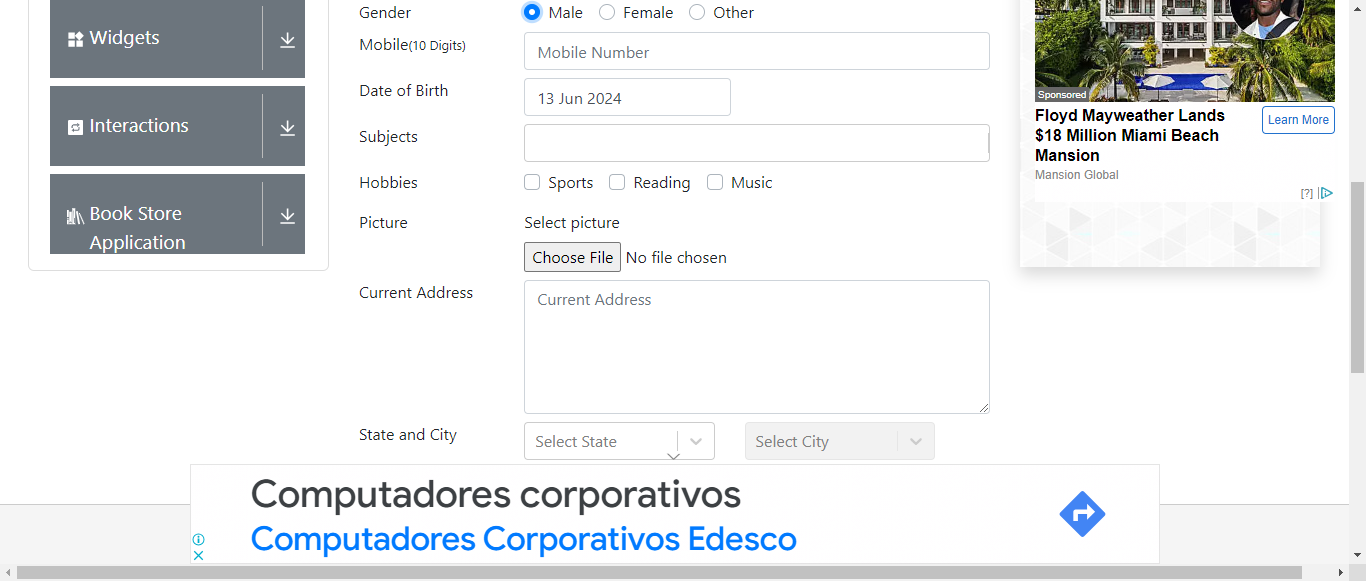 Widgets
Interactions
Book Store
Application
Gender
Male
Female
Other
Mobile(10 Digits)
Mobile Number
Date of Birth
13 Jun 2024
Subjects
Hobbies
Sports
Reading
Music
Picture
Select picture
Choose File
No file chosen
Current Address
Current Address
State and City
Select State
Select City
Sponsored
Floyd Mayweather Lands
$18 Million Miami Beach
Mansion
Learn More
Mansion Global
[?]
Computadores corporativos
Computadores Corporativos Edesco